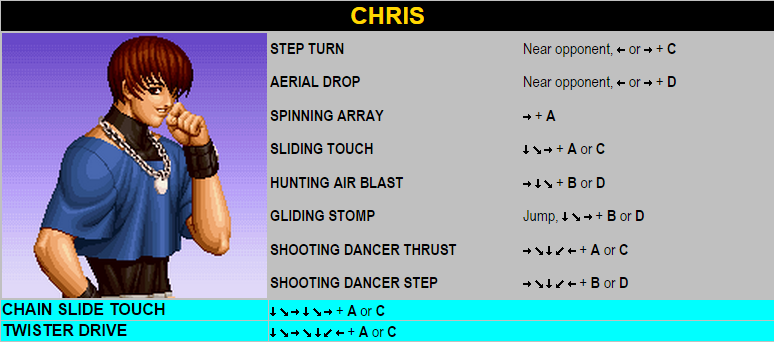 CHRIS
STEP TURN Near opponent, ← or → + C
AERIAL DROP Near opponent, ← or → + D
SPINNING ARRAY → + A
SLIDING TOUCH ↓↘→ + A or C
HUNTING AIR BLAST →↓↘ + B or D
GLIDING STOMP Jump, ↓↘→ + B or D
SHOOTING DANCER THRUST →↘↓↙← + A or C
SHOOTING DANCER STEP →↘↓↙← + B or D
CHAIN SLIDE TOUCH ↓↘→↓↘→ + A or C
TWISTER DRIVE ↓↘→↘↓↙← + A or C